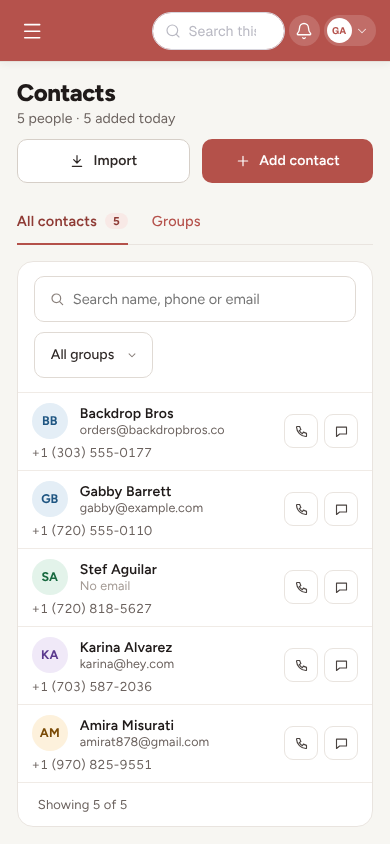 Search this
GA
Contacts
5 people · 5 added today
Import
Add contact
All contacts 5
Groups
Search name, phone or email
All groups
BB
Backdrop Bros
orders@backdropbros.co
+1 (303) 555-0177
GB
Gabby Barrett
gabby@example.com
+1 (720) 555-0110
SA
Stef Aguilar
No email
+1 (720) 818-5627
KA
Karina Alvarez
karina@hey.com
+1 (703) 587-2036
AM
Amira Misurati
amirat878@gmail.com
+1 (970) 825-9551
Showing 5 of 5